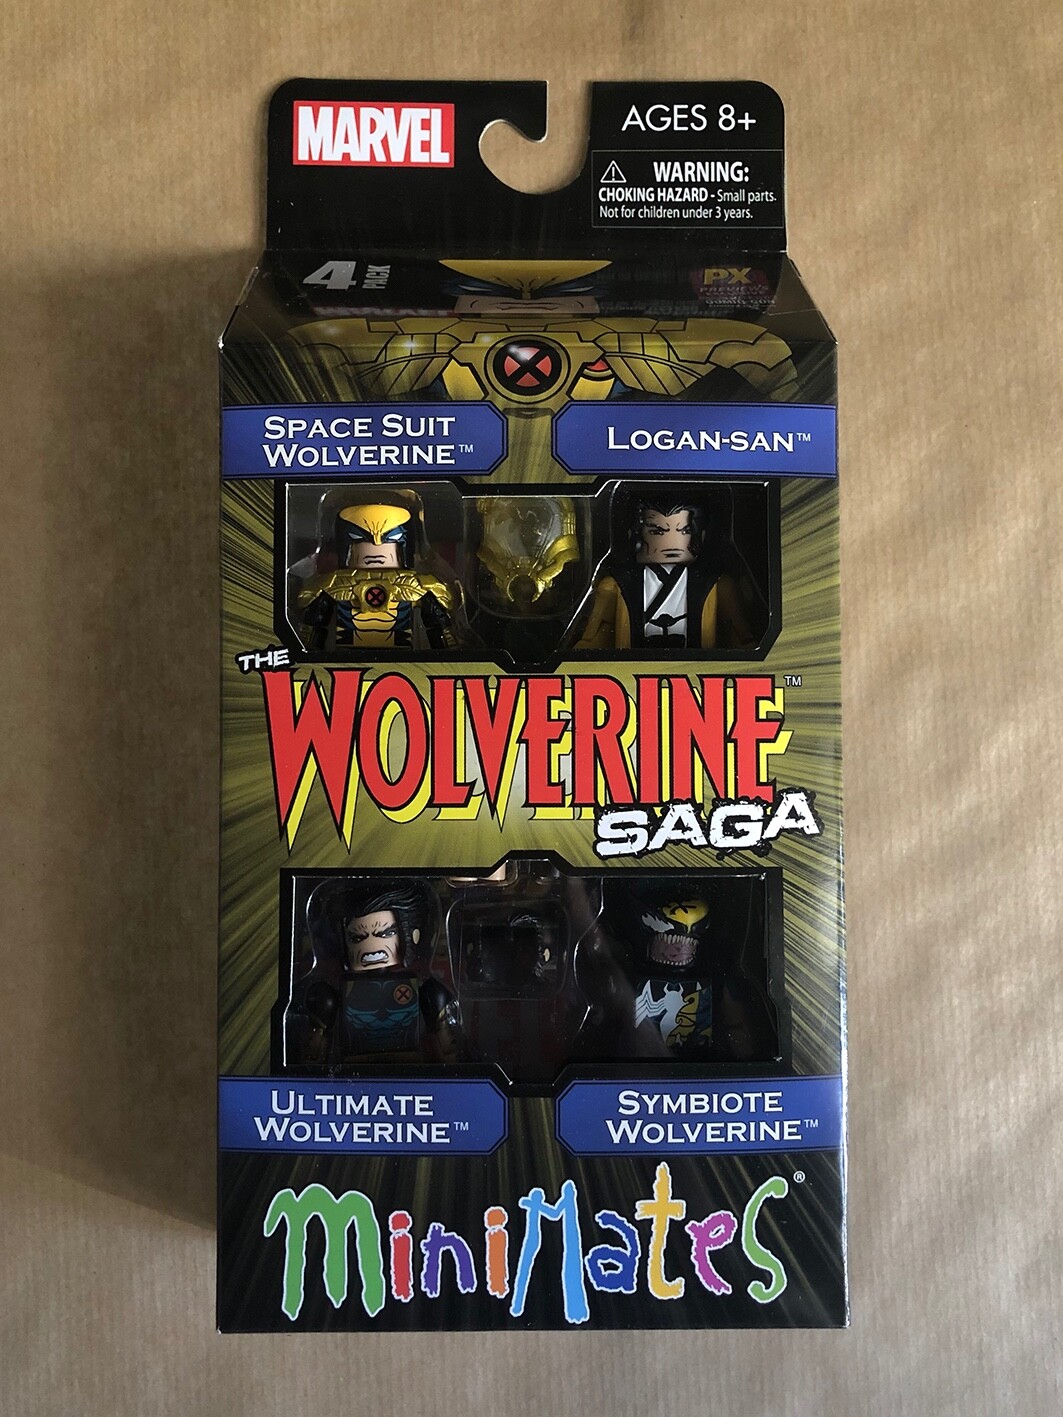 MARVEL
AGES 8+
WARNING:
CHOKING HAZARD - Small parts.
Not for children under 3 years.
4 PACK
PX
PREVIEWS
SPACE SUIT
WOLVERINE™
LOGAN-SAN™
THE
WOLVERINE™
SAGA
ULTIMATE
WOLVERINE™
SYMBIOTE
WOLVERINE™
miniMates®